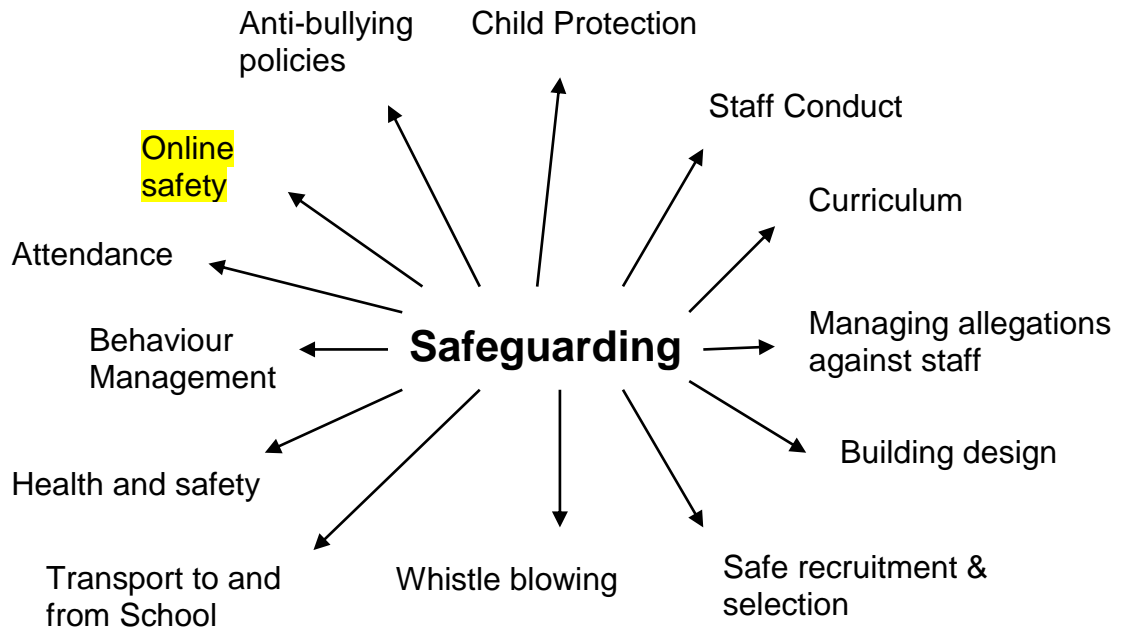 Anti-bullying
policies
Child Protection
Staff Conduct
Online
safety
Curriculum
Attendance
Managing allegations
against staff
Behaviour
Management
Safeguarding
Building design
Health and safety
Safe recruitment &
selection
Transport to and
from School
Whistle blowing